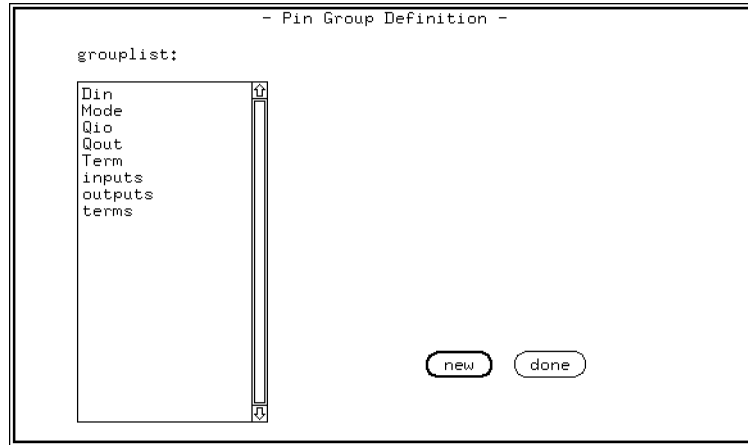 - Pin Group Definition -
grouplist:
Din
Mode
Qio
Qout
Term
inputs
outputs
terms
new done